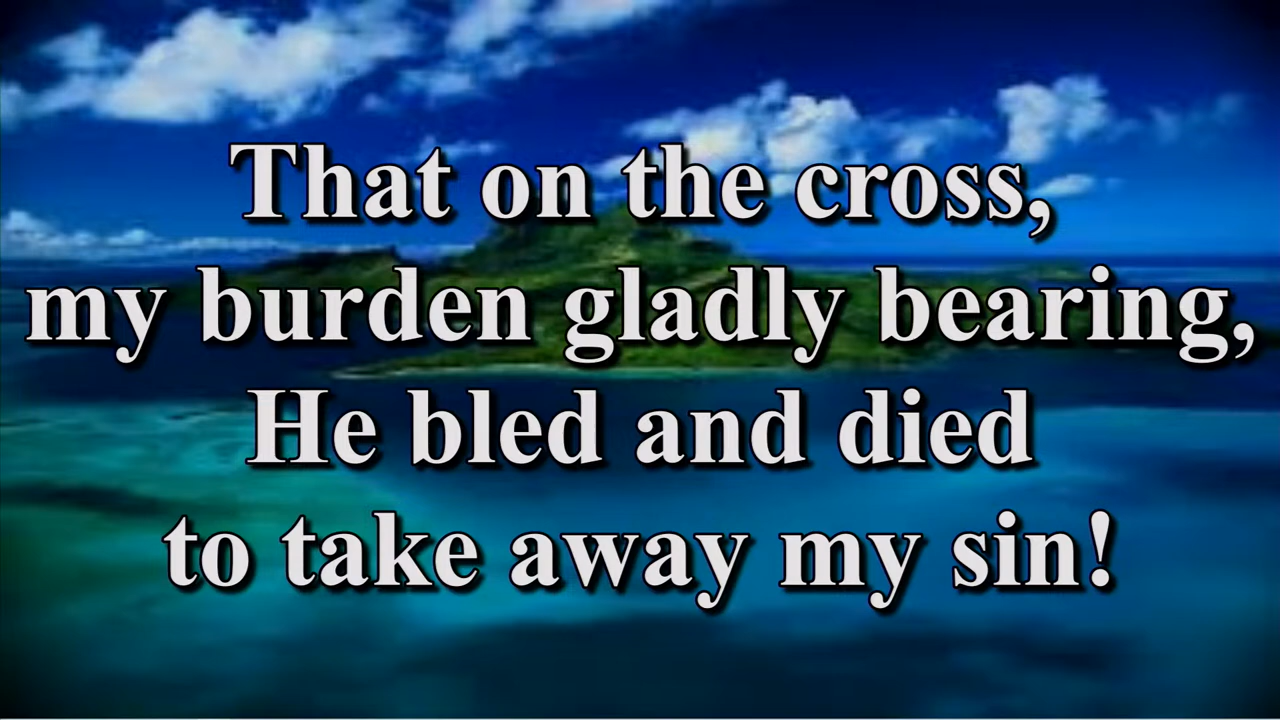 That on the cross,
my burden gladly bearing,
He bled and died
to take away my sin!